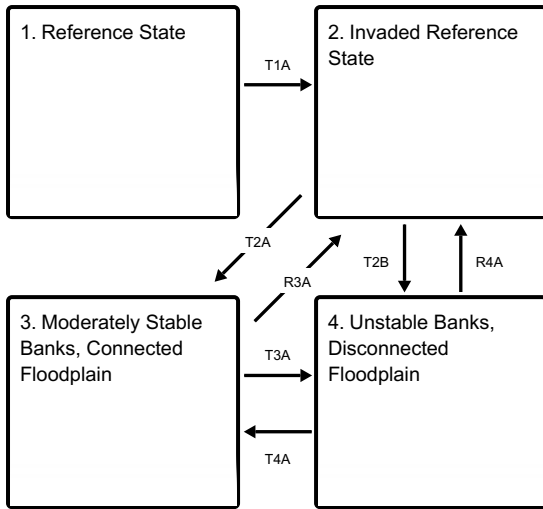 1. Reference State
2. Invaded Reference
State
T1A
T2A
R3A
T2B
R4A
3. Moderately Stable
Banks, Connected
Floodplain
4. Unstable Banks,
Disconnected
Floodplain
T3A
T4A